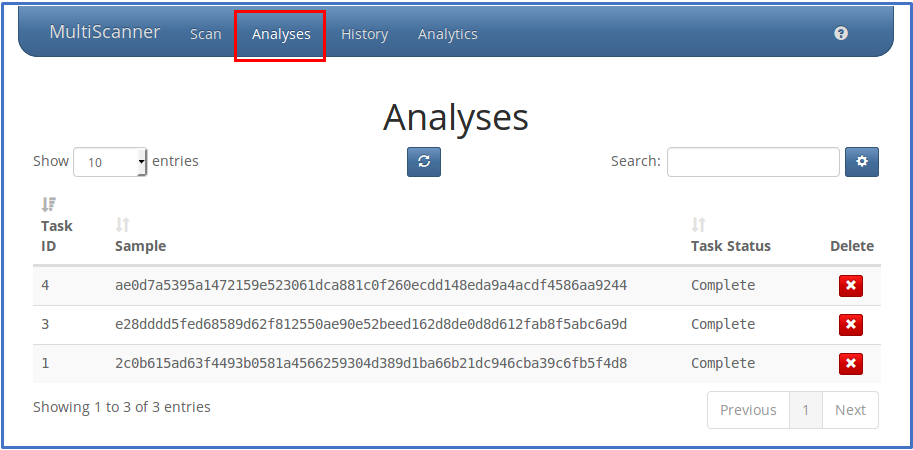 MultiScanner Scan Analyses History Analytics
Analyses
Show 10 entries Search:
Task
ID Sample Task Status Delete
4 ae0d7a5395a1472159e523061dca881c0f260ecdd148eda9a4acdf4586aa9244 Complete
3 e28dddd5fed68589d62f812550ae90e52beed162d8de0d8d612fab8f5abc6a9d Complete
1 2c0b615ad63f4493b0581a4566259304d389d1ba66b21dc946cba39c6fb5f4d8 Complete
Showing 1 to 3 of 3 entries Previous 1 Next